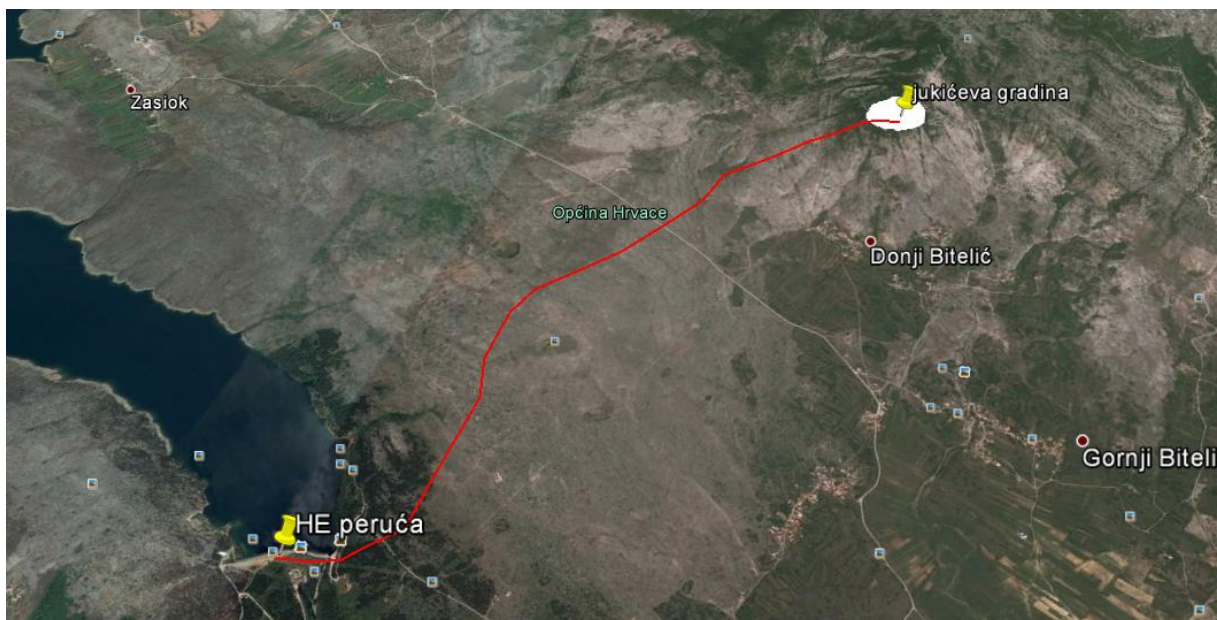 jukićeva gradina
Zasiok
Općina Hrvace
Donji Bitelić
Gornji Biteli
HE peruća